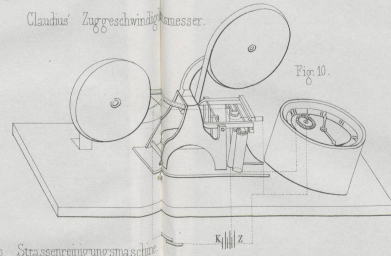 Claudius' Zuggeschwindigkeitsmesser.
Fig. 10.
K Z.
Strassenreinigungsmaschine.